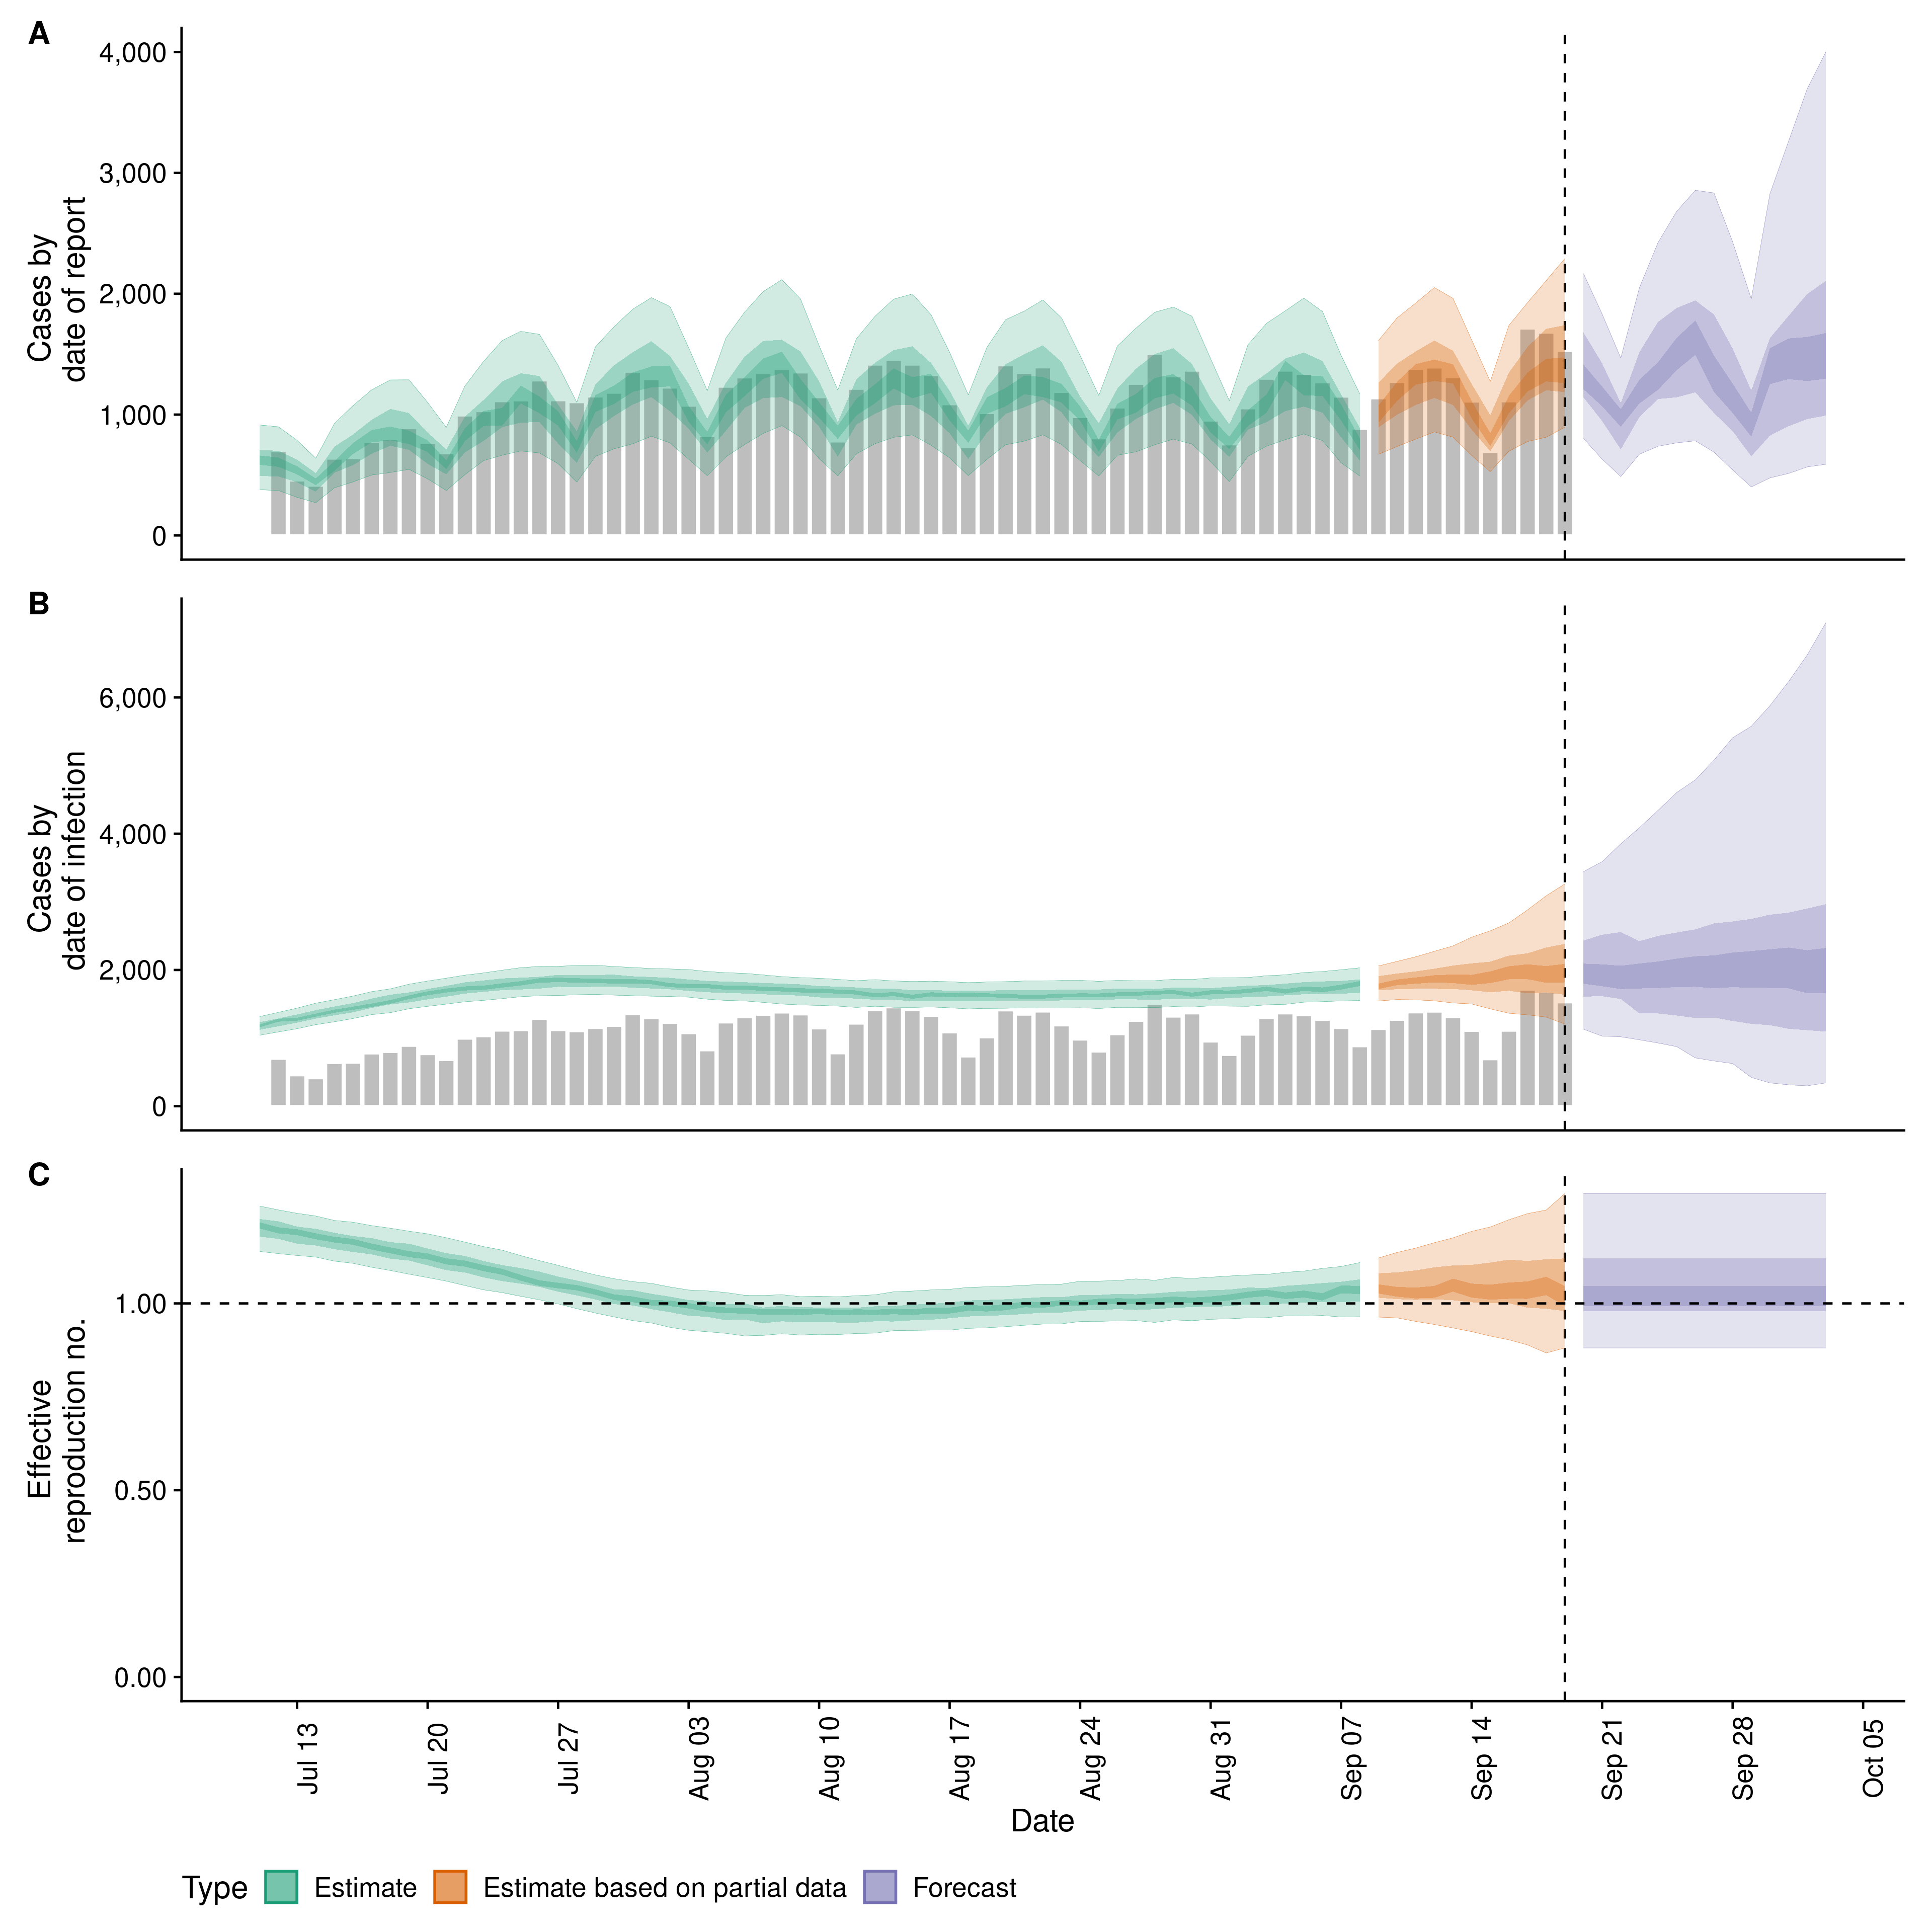 A
Cases by
date of report
4,000
3,000
2,000
1,000
0
B
Cases by
date of infection
6,000
4,000
2,000
0
C
Effective
reproduction no.
1.00
0.50
0.00
Jul 13
Jul 20
Jul 27
Aug 03
Aug 10
Aug 17
Aug 24
Aug 31
Sep 07
Sep 14
Sep 21
Sep 28
Oct 05
Date
Type Estimate Estimate based on partial data Forecast